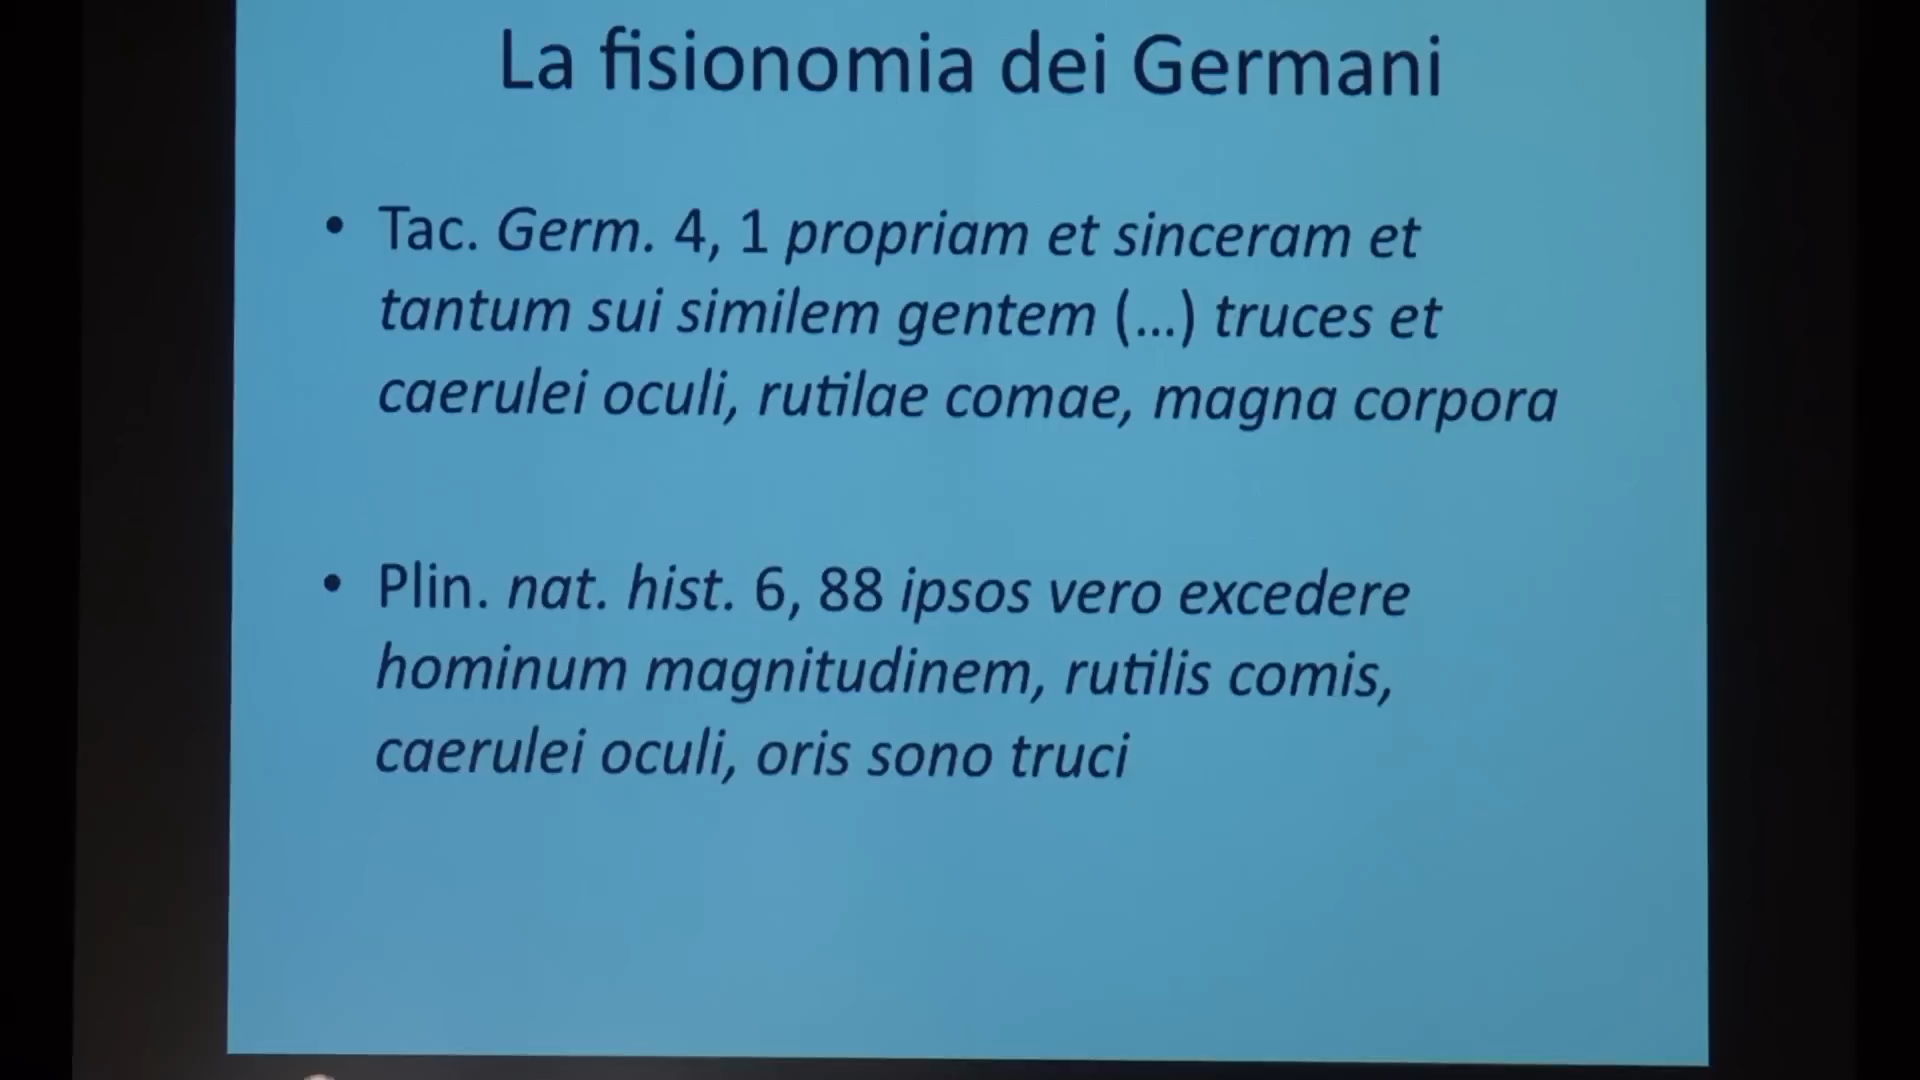 La fisionomia dei Germani
• Tac. Germ. 4, 1 propriam et sinceram et
tantum sui similem gentem (...) truces et
caerulei oculi, rutilae comae, magna corpora
• Plin. nat. hist. 6, 88 ipsos vero excedere
hominum magnitudinem, rutilis comis,
caerulei oculi, oris sono truci